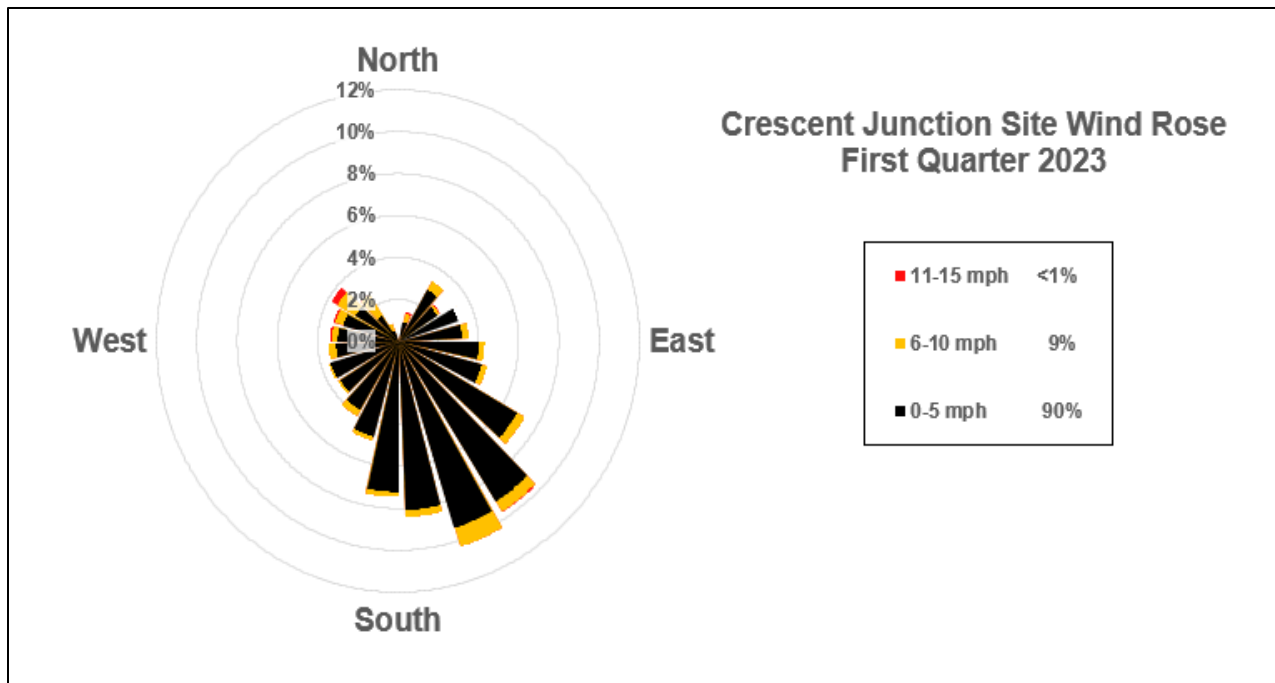 North
12%
10%
8%
6%
4%
2%
0%
West
East
South
Crescent Junction Site Wind Rose
First Quarter 2023
11-15 mph <1%
6-10 mph 9%
0-5 mph 90%